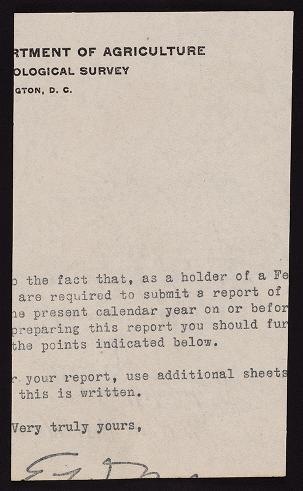 RTMENT OF AGRICULTURE
OLOGICAL SURVEY
GTON, D. C.
o the fact that, as a holder of a Fe
are required to submit a report of
he present calendar year on or befor
preparing this report you should fur
the points indicated below.
r your report, use additional sheets
this is written.
Very truly yours,